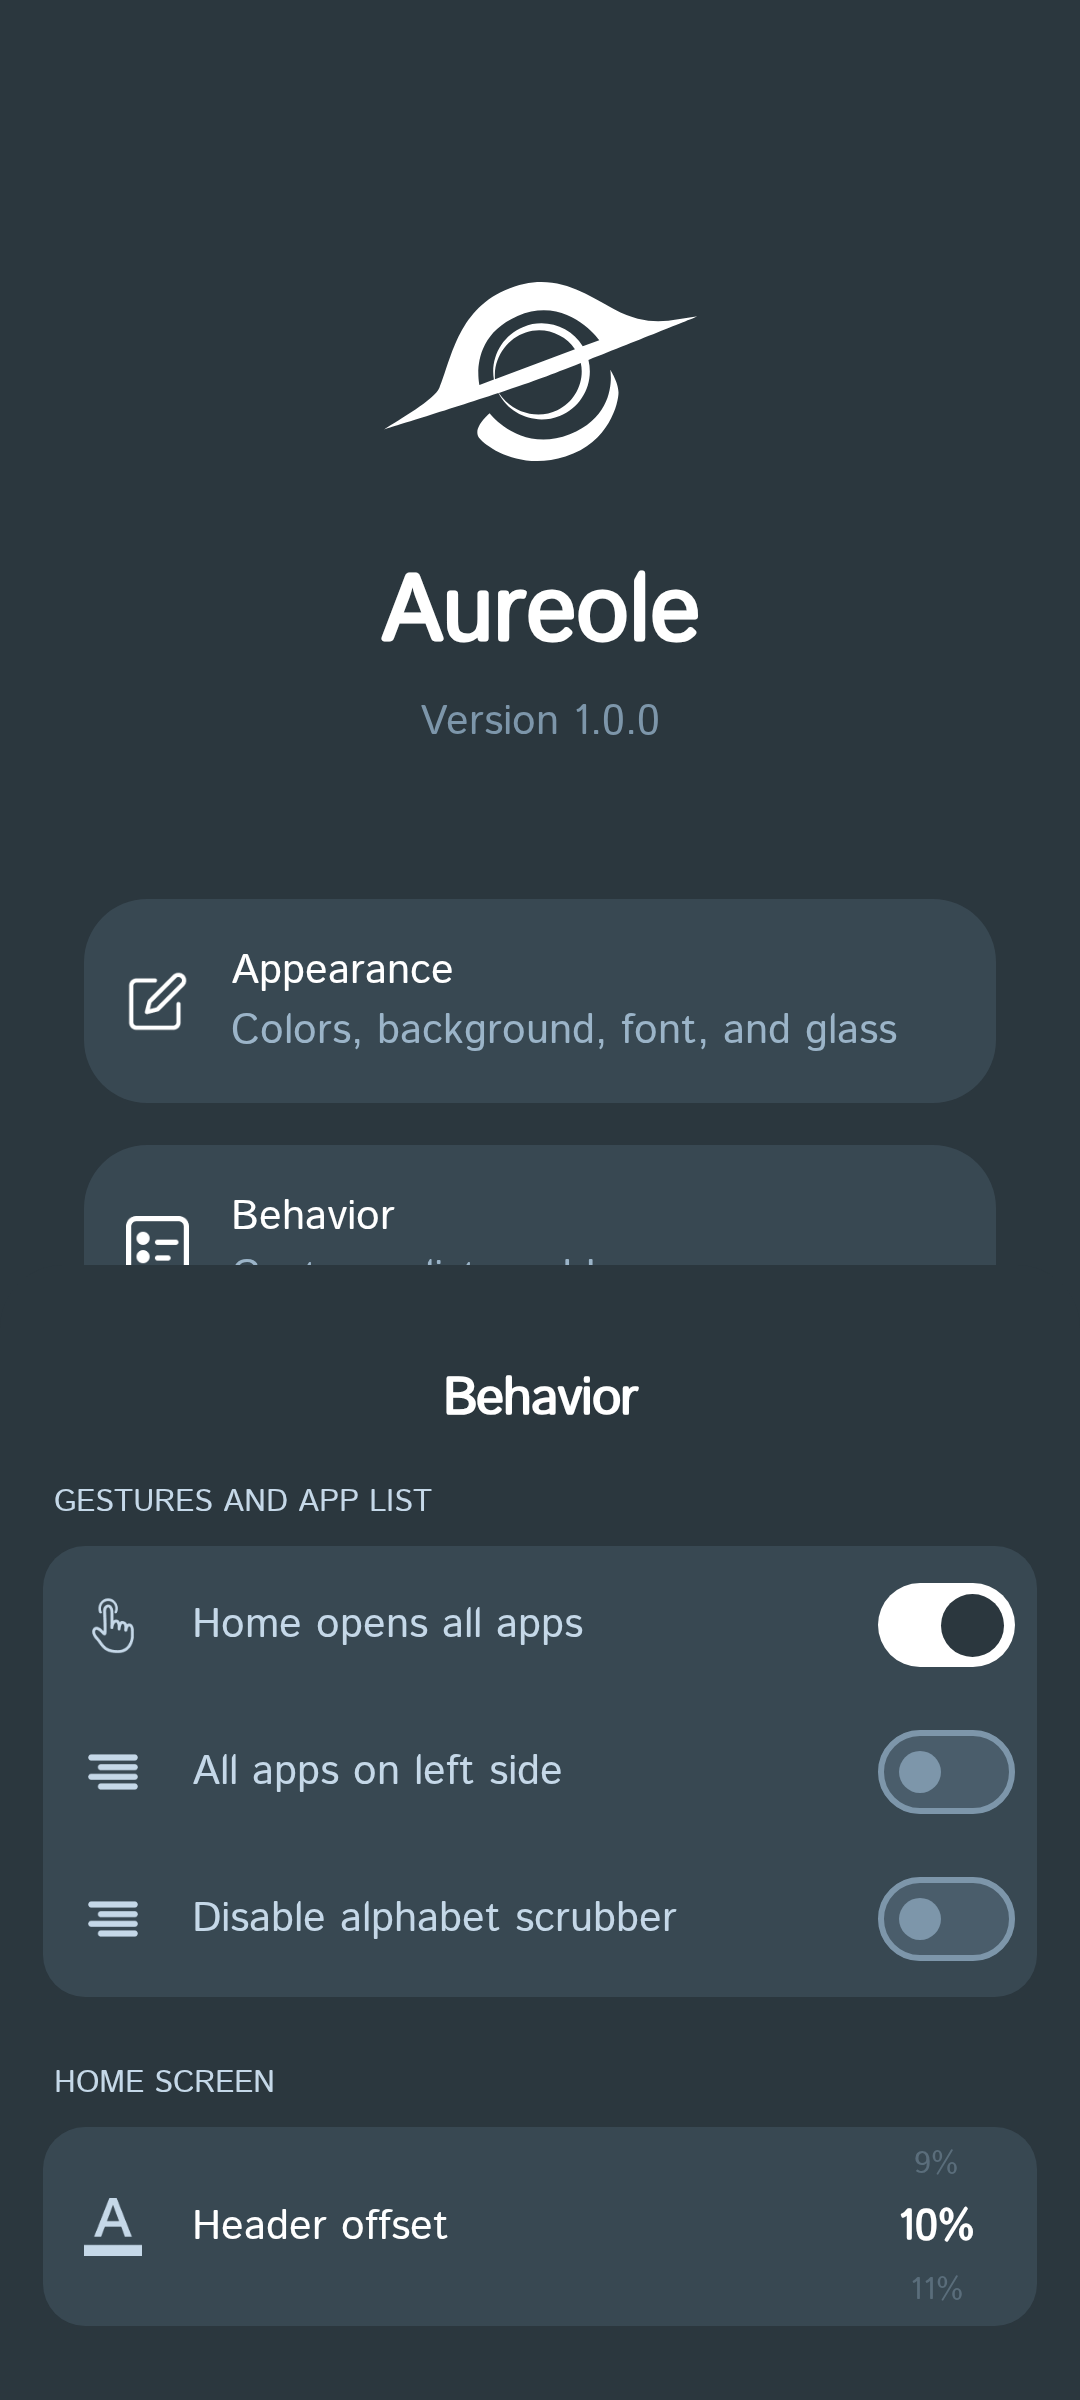 Aureole
Version 1.0.0
Appearance
Colors, background, font, and glass
Behavior
Behavior
GESTURES AND APP LIST
Home opens all apps
All apps on left side
Disable alphabet scrubber
HOME SCREEN
9%
Header offset
10%
11%